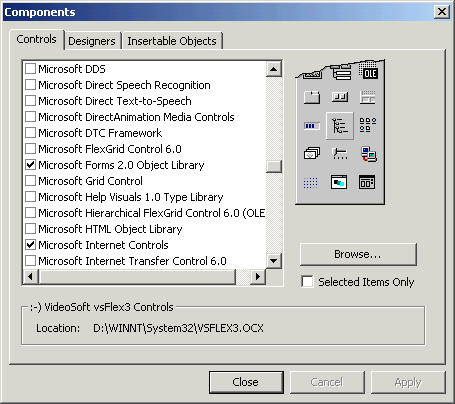 Components
Controls Designers Insertable Objects
Microsoft DDS
Microsoft Direct Speech Recognition
Microsoft Direct Text-to-Speech
Microsoft DirectAnimation Media Controls
Microsoft DTC Framework
Microsoft FlexGrid Control 6.0
Microsoft Forms 2.0 Object Library
Microsoft Grid Control
Microsoft Help Visuals 1.0 Type Library
Microsoft Hierarchical FlexGrid Control 6.0 (OLE
Microsoft HTML Object Library
Microsoft Internet Controls
Microsoft Internet Transfer Control 6.0
OLE
Browse...
Selected Items Only
:-) VideoSoft vsFlex3 Controls
Location: D:\WINNT\System32\VSFLEX3.OCX
Close Cancel Apply